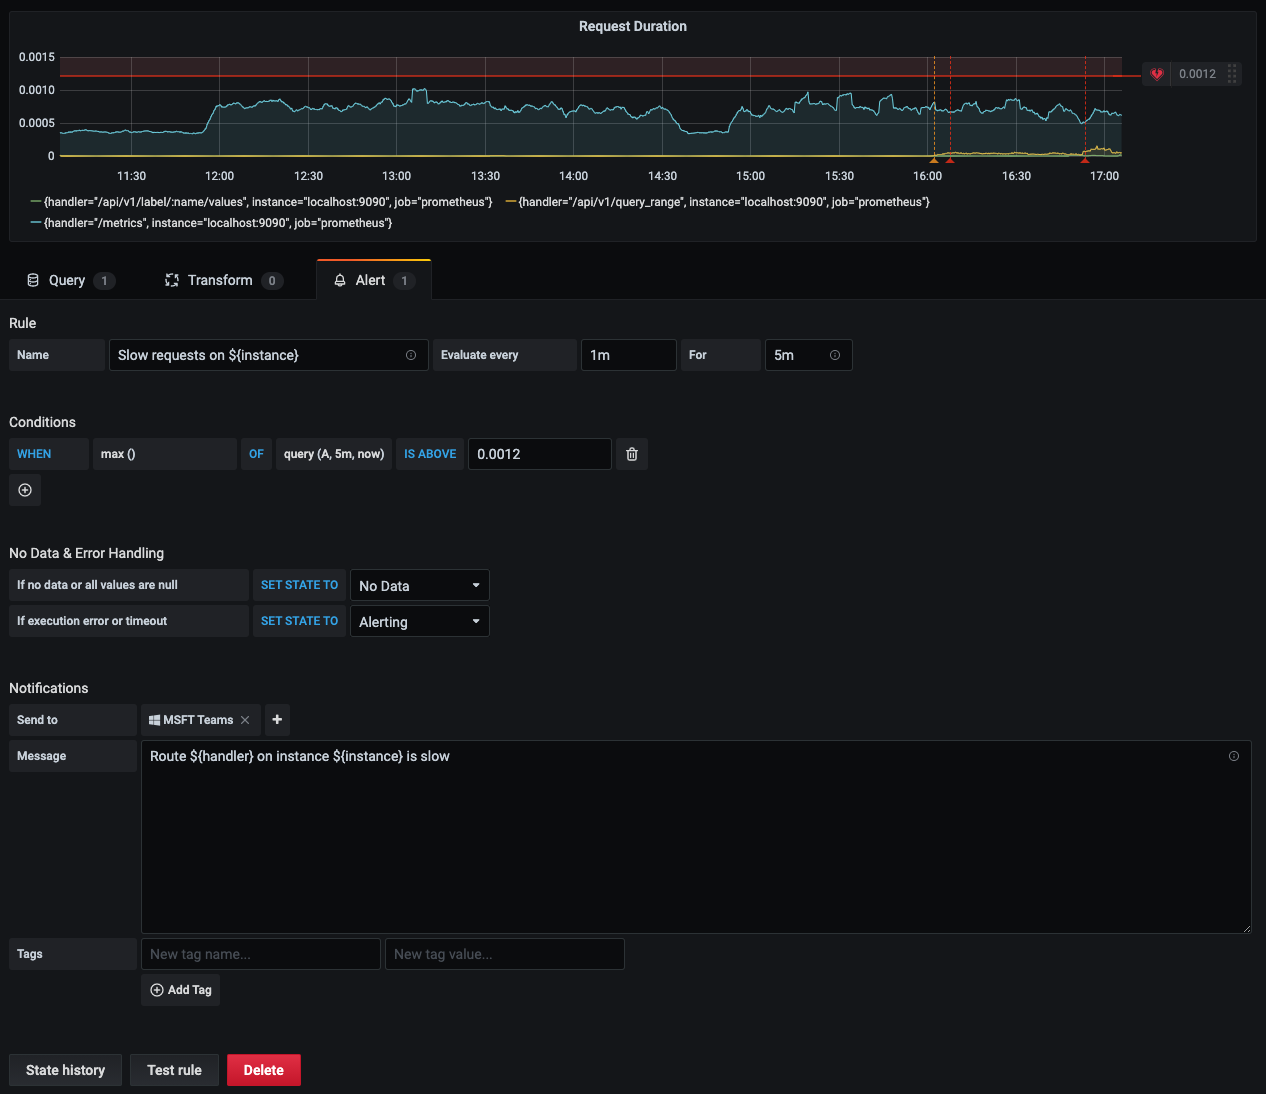 Request Duration
0.0015
0.0010
0.0005
0
0.0012
11:30 12:00 12:30 13:00 13:30 14:00 14:30 15:00 15:30 16:00 16:30 17:00
{handler="/api/v1/label/:name/values", instance="localhost:9090", job="prometheus"} {handler="/api/v1/query_range", instance="localhost:9090", job="prometheus"}
{handler="/metrics", instance="localhost:9090", job="prometheus"}
Query 1 Transform 0 Alert 1
Rule
Name Slow requests on ${instance} Evaluate every 1m For 5m
Conditions
WHEN max () OF query (A, 5m, now) IS ABOVE 0.0012
No Data & Error Handling
If no data or all values are null SET STATE TO No Data
If execution error or timeout SET STATE TO Alerting
Notifications
Send to MSFT Teams
Message Route ${handler} on instance ${instance} is slow
Tags New tag name... New tag value...
Add Tag
State history Test rule Delete